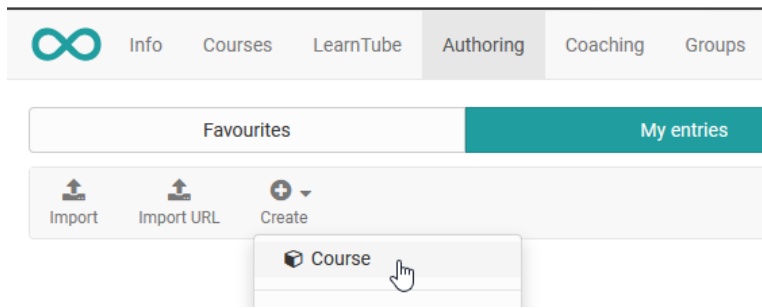 Info Courses LearnTube Authoring Coaching Groups
Favourites My entries
Import Import URL Create
Course